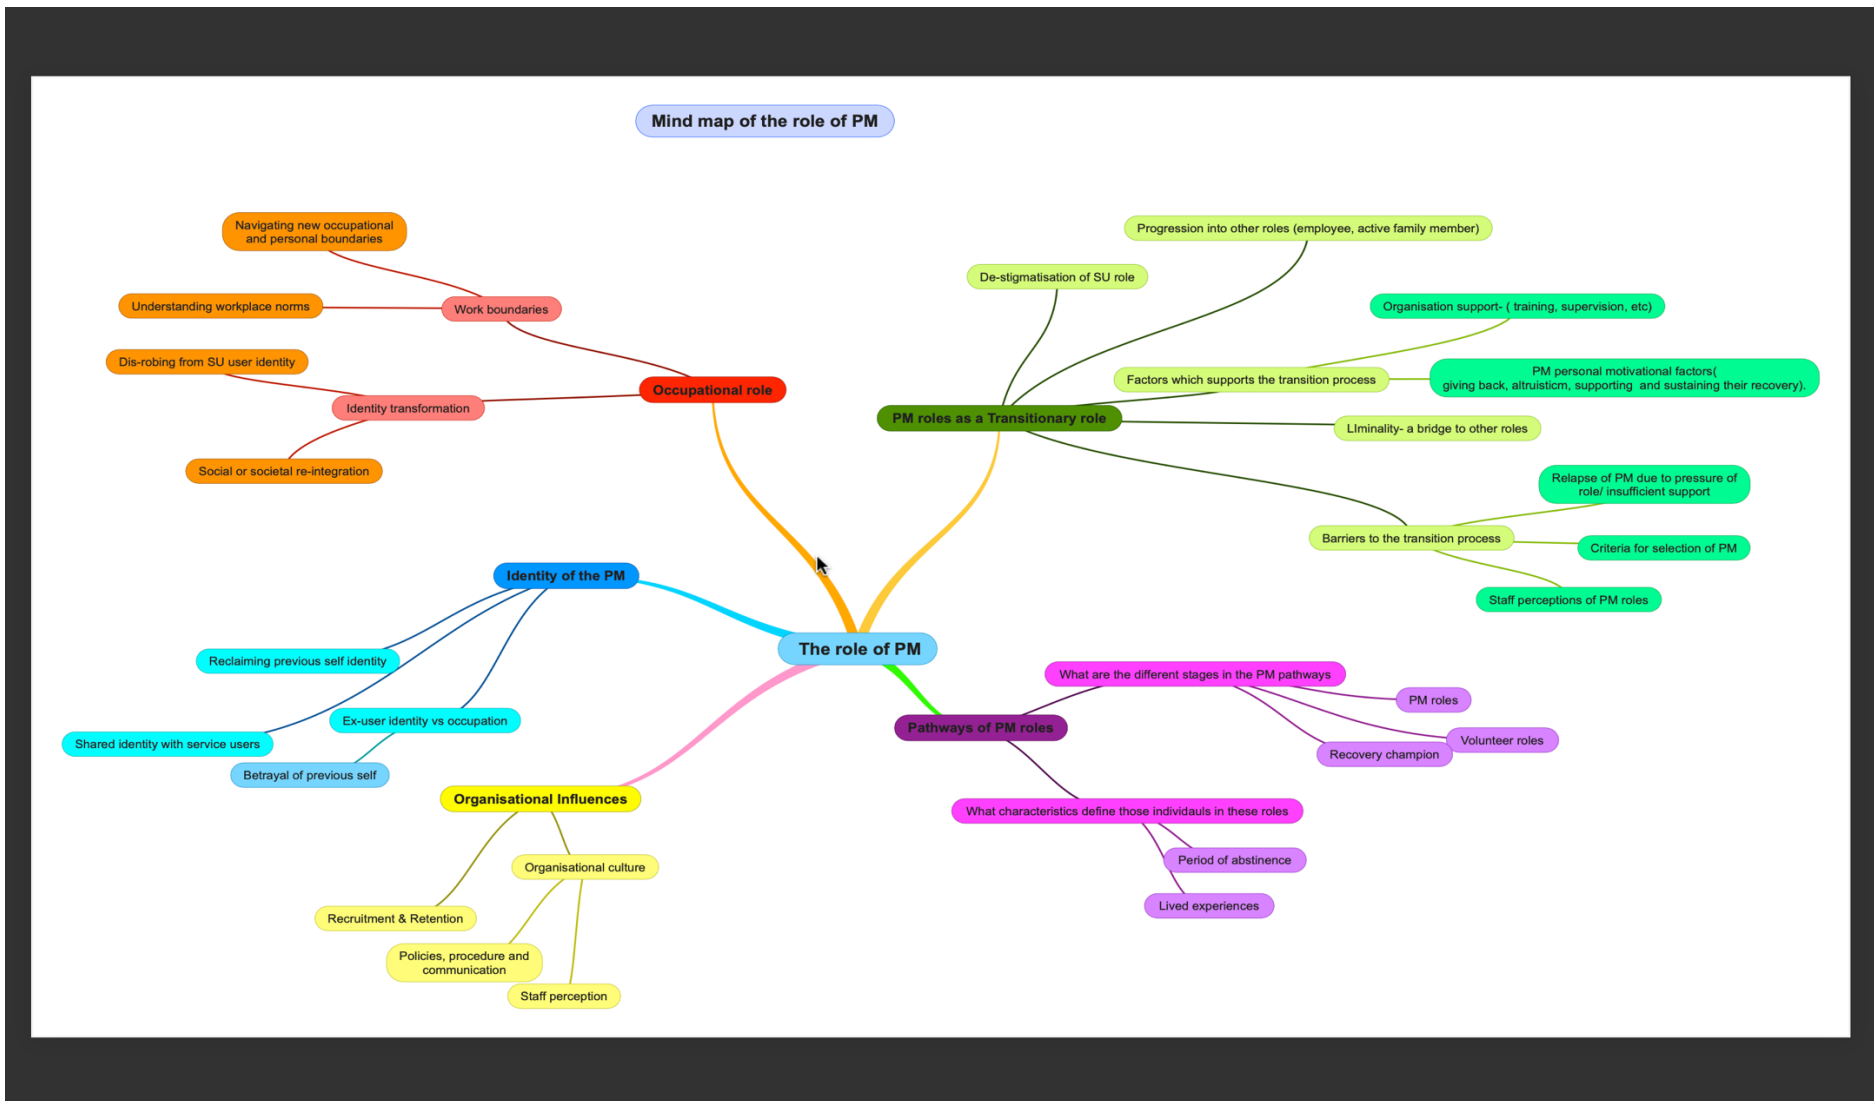 Mind map of the role of PM
Navigating new occupational
and personal boundaries
Understanding workplace norms
Work boundaries
Dis-robing from SU user identity
Identity transformation
Social or societal re-integration
Occupational role
Progression into other roles (employee, active family member)
De-stigmatisation of SU role
Organisation support- ( training, supervision, etc)
Factors which supports the transition process
PM personal motivational factors(
giving back, altruisticm, supporting  and sustaining their recovery).
PM roles as a Transitionary role
LIminality- a bridge to other roles
Relapse of PM due to pressure of
role/ insufficient support
Barriers to the transition process
Criteria for selection of PM
Staff perceptions of PM roles
Identity of the PM
The role of PM
Reclaiming previous self identity
Ex-user identity vs occupation
Shared identity with service users
Betrayal of previous self
What are the different stages in the PM pathways
PM roles
Pathways of PM roles
Volunteer roles
Recovery champion
What characteristics define those individauls in these roles
Period of abstinence
Lived experiences
Organisational Influences
Organisational culture
Recruitment & Retention
Policies, procedure and
communication
Staff perception